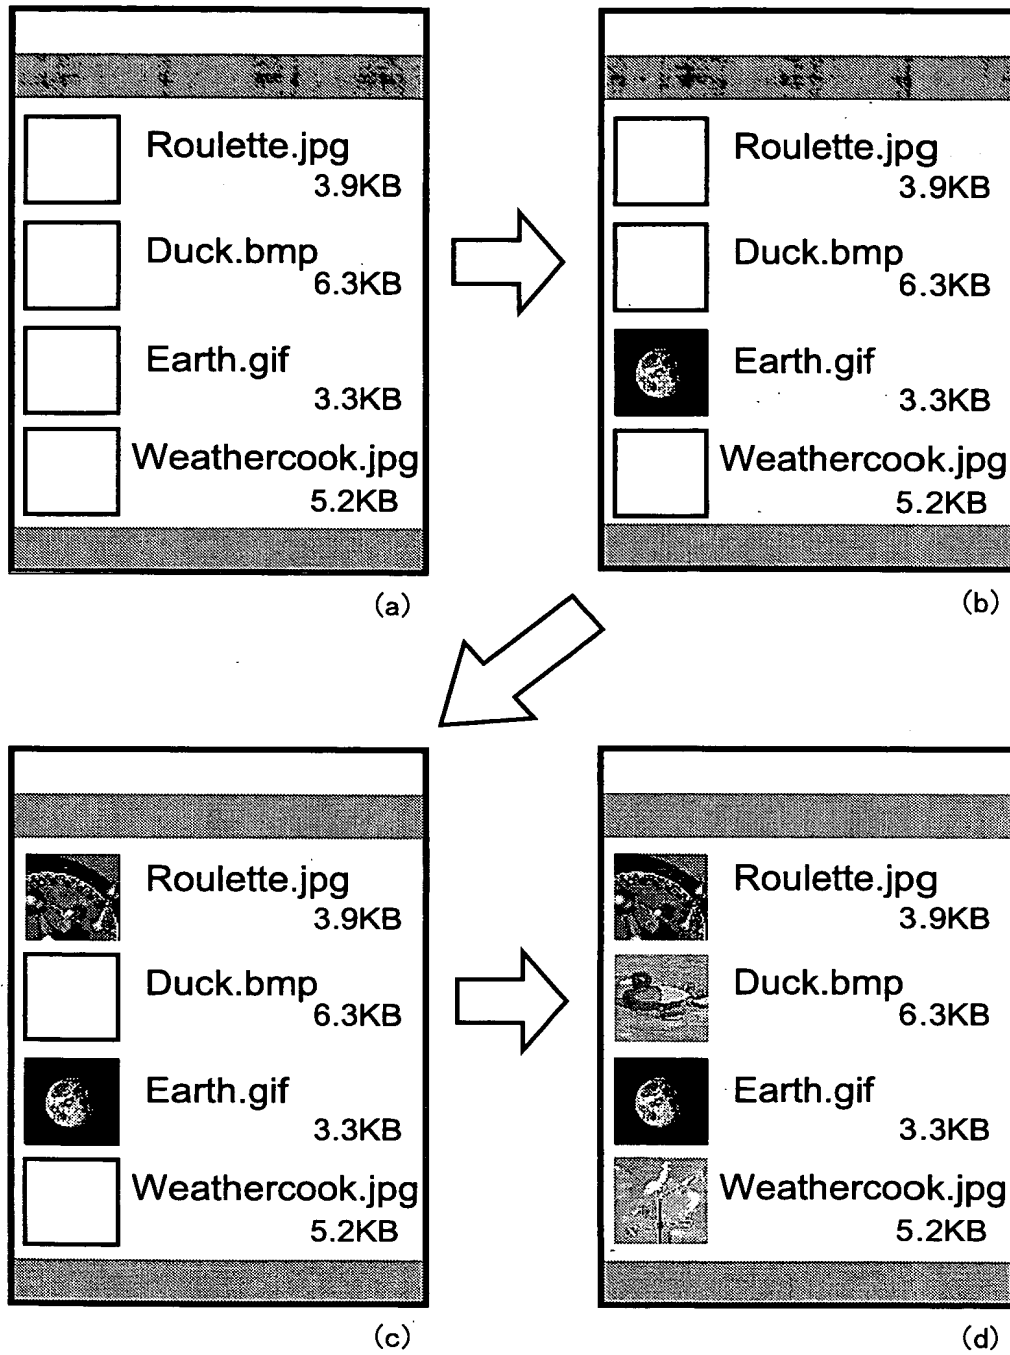 Roulette.jpg
3.9KB
Duck.bmp
6.3KB
Earth.gif
3.3KB
Weathercook.jpg
5.2KB
(a)
Roulette.jpg
3.9KB
Duck.bmp
6.3KB
Earth.gif
3.3KB
Weathercook.jpg
5.2KB
(b)
Roulette.jpg
3.9KB
Duck.bmp
6.3KB
Earth.gif
3.3KB
Weathercook.jpg
5.2KB
(c)
Roulette.jpg
3.9KB
Duck.bmp
6.3KB
Earth.gif
3.3KB
Weathercook.jpg
5.2KB
(d)